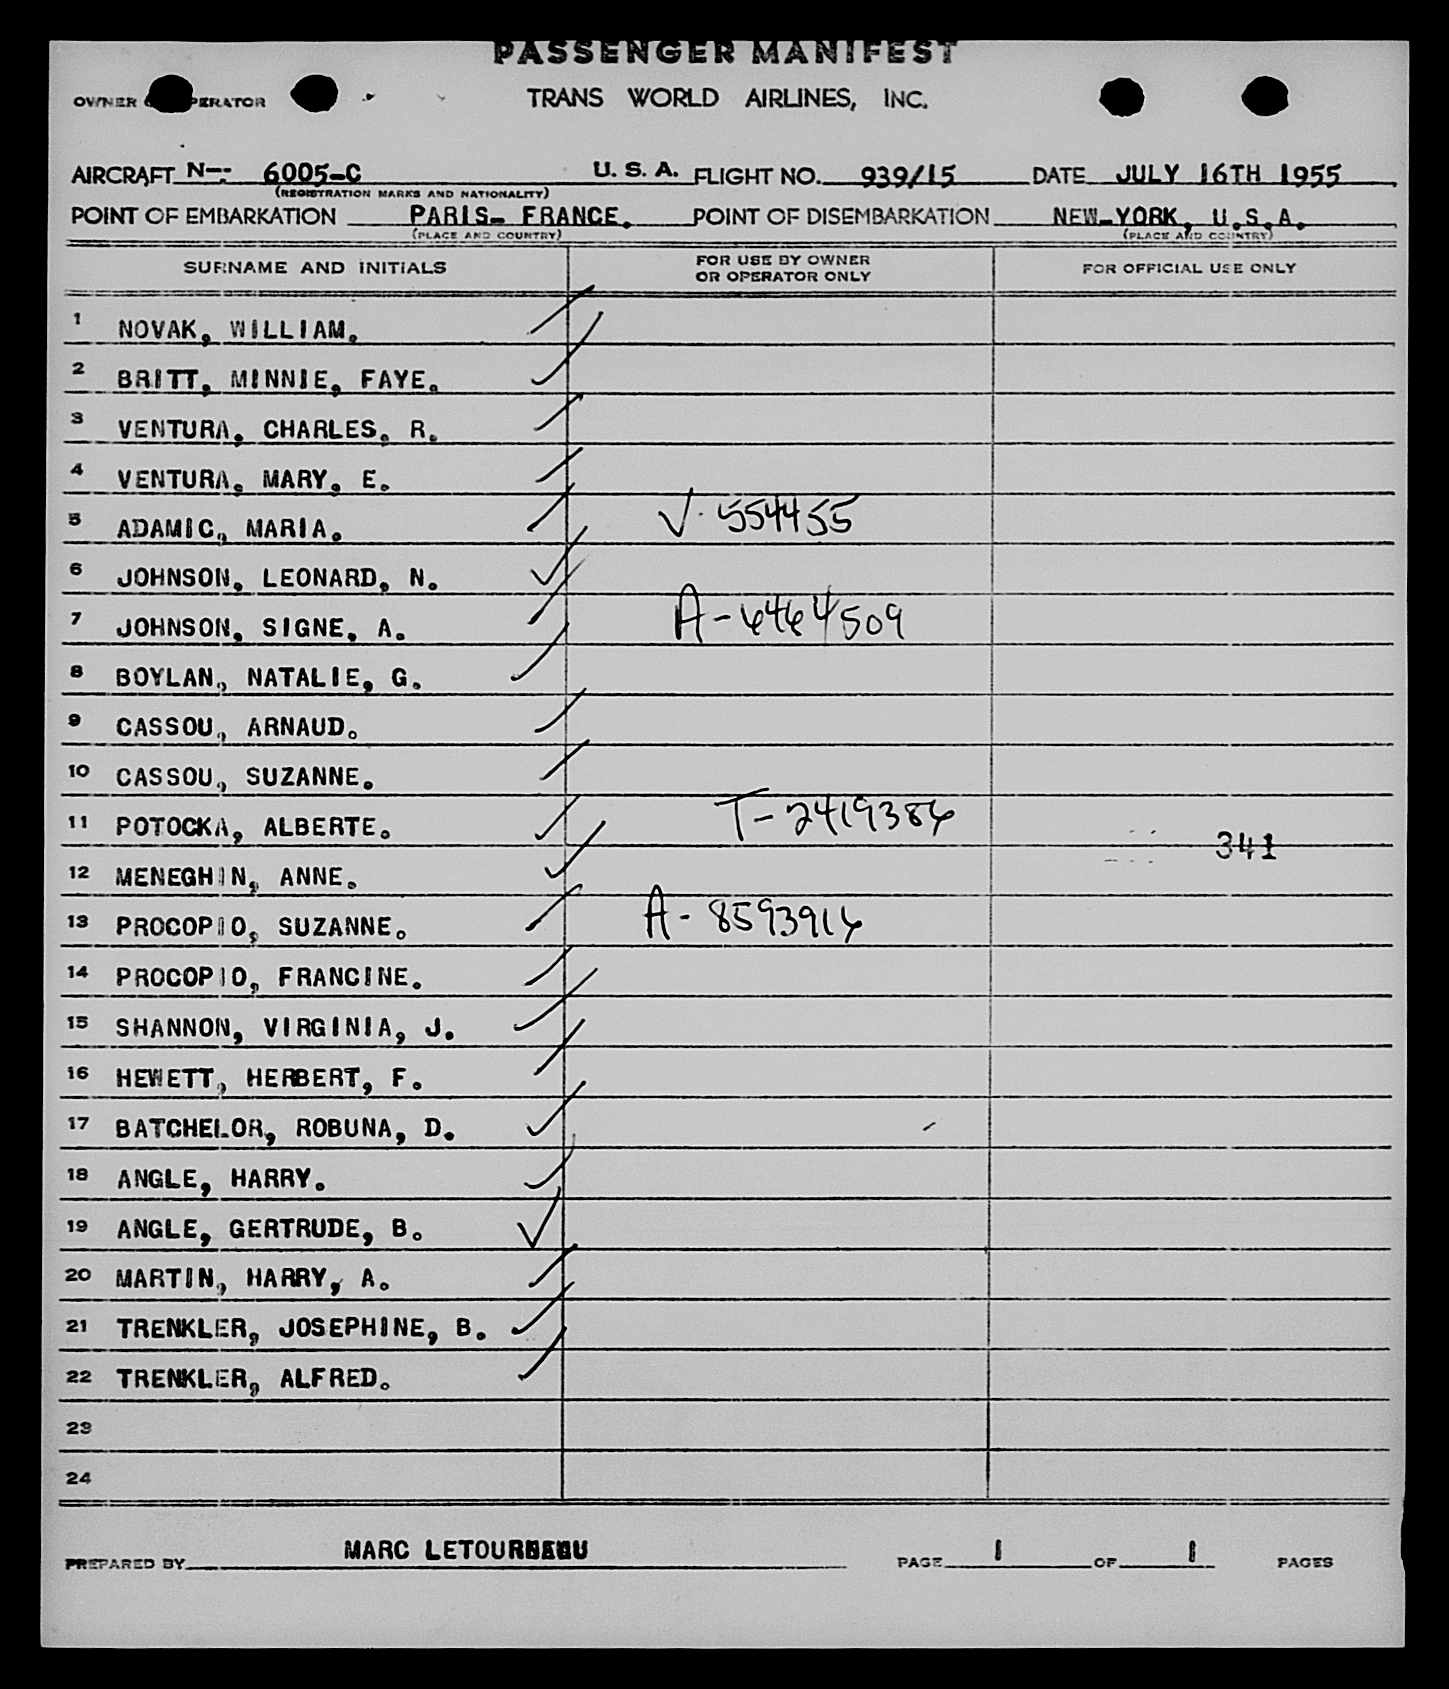 PASSENGER MANIFEST
OWNER OPERATOR TRANS WORLD AIRLINES, INC.
AIRCRAFT N-: 6005-C U.S.A. FLIGHT NO. 939/15 DATE JULY 16TH 1955
(REGISTRATION MARKS AND NATIONALITY)
POINT OF EMBARKATION PARIS- FRANCE. POINT OF DISEMBARKATION NEW-YORK, U.S.A.
(PLACE AND COUNTRY) (PLACE AND COUNTRY)
SURNAME AND INITIALS FOR USE BY OWNER OR OPERATOR ONLY FOR OFFICIAL USE ONLY
1 NOVAK, WILLIAM.
2 BRITT, MINNIE, FAYE.
3 VENTURA, CHARLES, R.
4 VENTURA, MARY, E.
5 ADAMIC, MARIA. V-554455
6 JOHNSON, LEONARD, N.
7 JOHNSON, SIGNE, A. A-6464509
8 BOYLAN, NATALIE, G.
9 CASSOU, ARNAUD.
10 CASSOU, SUZANNE.
11 POTOCKA, ALBERTE. T-2419386
341
12 MENEGHIN, ANNE.
13 PROCOPIO, SUZANNE. A-8593916
14 PROCOPIO, FRANCINE.
15 SHANNON, VIRGINIA, J.
16 HEWETT, HERBERT, F.
17 BATCHELOR, ROBUNA, D.
18 ANGLE, HARRY.
19 ANGLE, GERTRUDE, B.
20 MARTIN, HARRY, A.
21 TRENKLER, JOSEPHINE, B.
22 TRENKLER, ALFRED.
23
24
PREPARED BY MARC LETOURNEAU PAGE 1 OF 1 PAGES